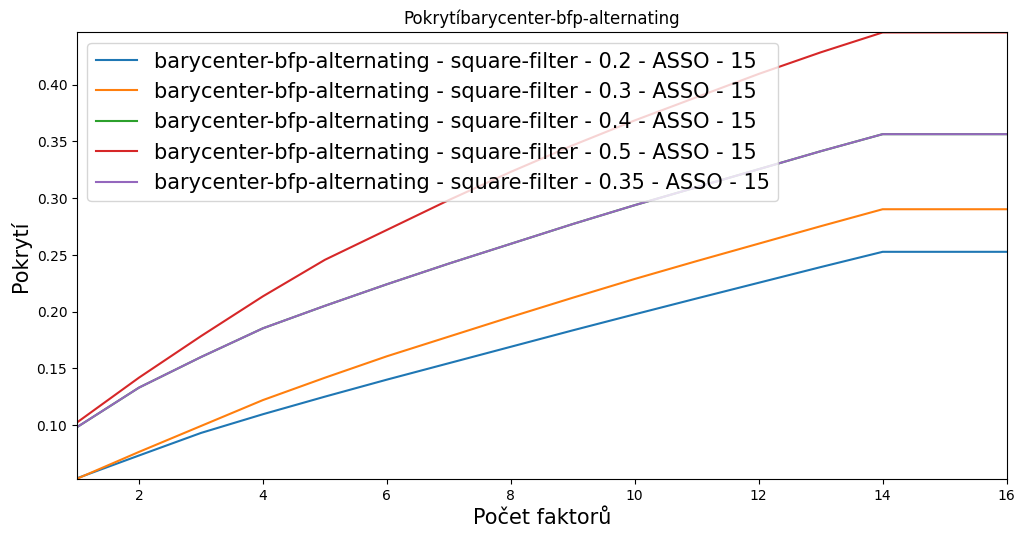 Pokrytíbarycenter-bfp-alternating
barycenter-bfp-alternating - square-filter - 0.2 - ASSO - 15
barycenter-bfp-alternating - square-filter - 0.3 - ASSO - 15
barycenter-bfp-alternating - square-filter - 0.4 - ASSO - 15
barycenter-bfp-alternating - square-filter - 0.5 - ASSO - 15
barycenter-bfp-alternating - square-filter - 0.35 - ASSO - 15
0.40
0.35
0.30
0.25
0.20
0.15
0.10
Pokrytí
2 4 6 8 10 12 14 16
Počet faktorů